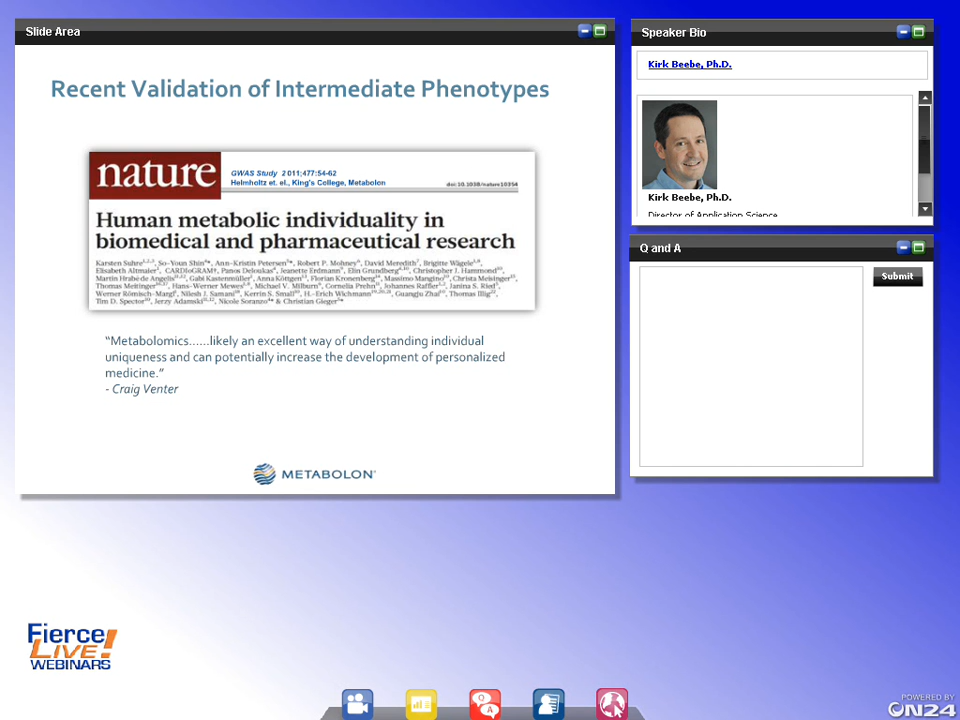 Slide Area
Recent Validation of Intermediate Phenotypes
nature
GWAS Study 2011;477:54-62
Helmholtz et. el., King's College, Metabolon
doi:10.1038/nature10354
Human metabolic individuality in
biomedical and pharmaceutical research
“Metabolomics......likely an excellent way of understanding individual
uniqueness and can potentially increase the development of personalized
medicine.”
- Craig Venter
METABOLON
Speaker Bio
Kirk Beebe, Ph.D.
Kirk Beebe, Ph.D.
Director of Application Science
Q and A
Submit
Fierce
LIVE!
WEBINARS
Q
A
POWERED BY
ON24